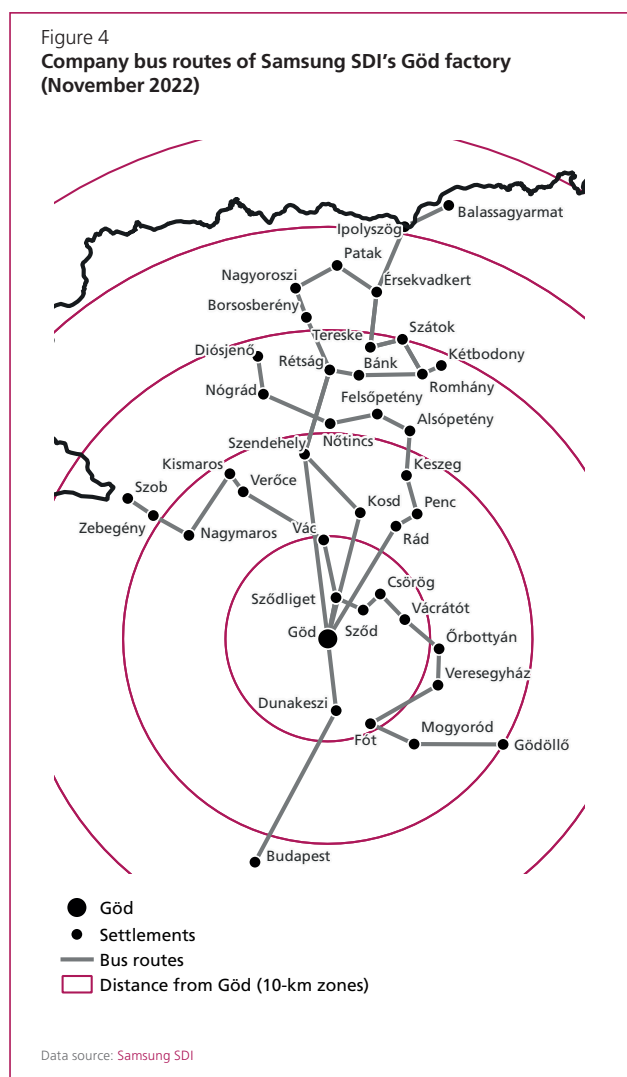 Figure 4
Company bus routes of Samsung SDI's Göd factory
(November 2022)
Balassagyarmat
Ipolyszög
Patak
Nagyoroszi
Érsekvadkert
Borsosberény
Tereske
Szátok
Diósjenő
Rétság
Bánk
Kétbodony
Romhány
Nógrád
Felsőpetény
Alsópetény
Nőtincs
Szendehely
Kismaros
Keszeg
Szob
Verőce
Kosd
Penc
Zebegény
Nagymaros
Vác
Rád
Csörög
Sződliget
Vácrátót
Göd
Sződ
Őrbottyán
Veresegyház
Dunakeszi
Fót
Mogyoród
Gödöllő
Budapest
Göd
Settlements
Bus routes
Distance from Göd (10-km zones)
Data source: Samsung SDI